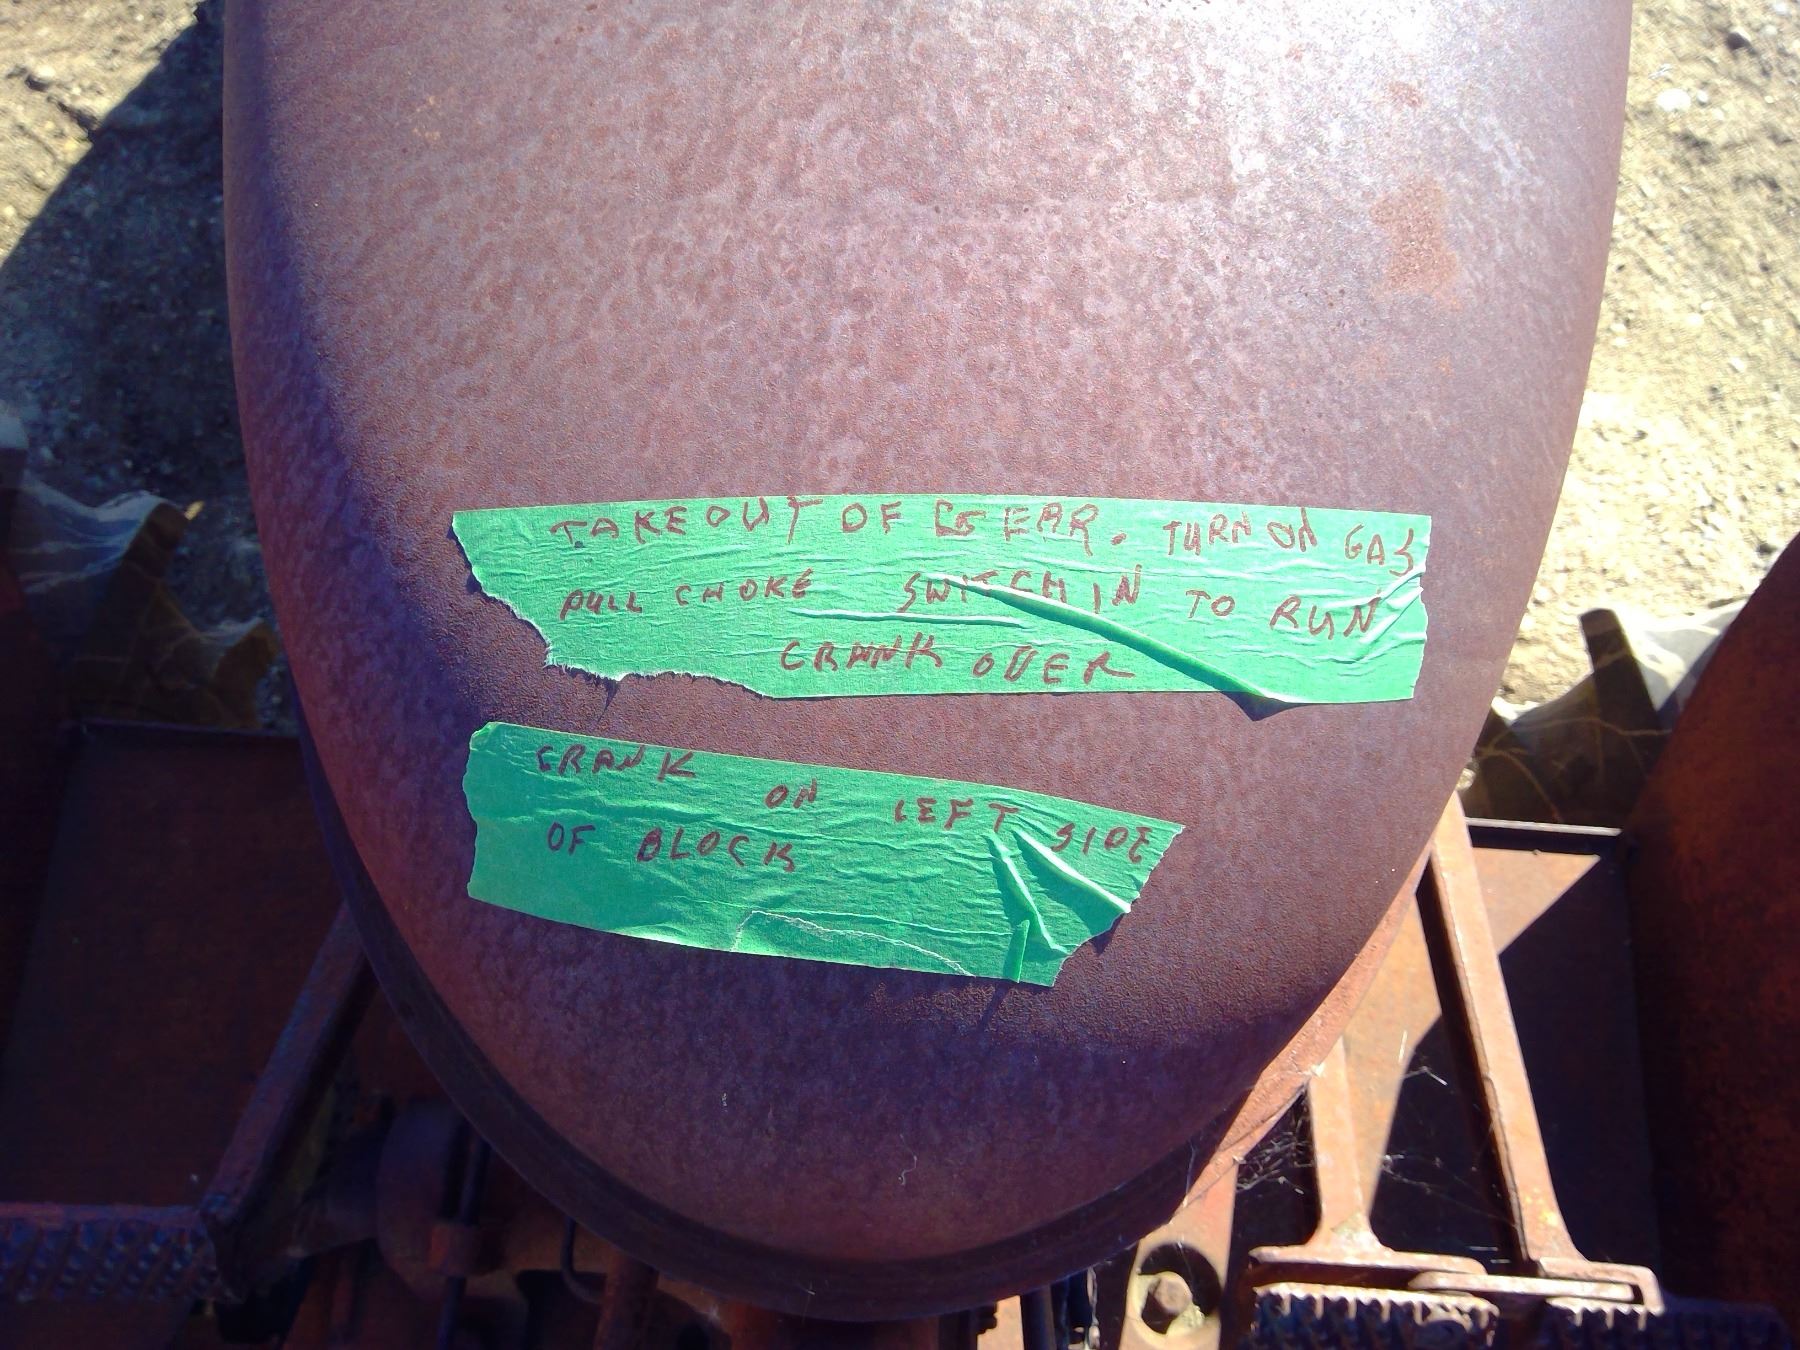 TAKE OUT OF GEAR. TURN ON GAS
PULL CHOKE SWITCH IN TO RUN
CRANK OVER
CRANK ON LEFT SIDE
OF BLOCK